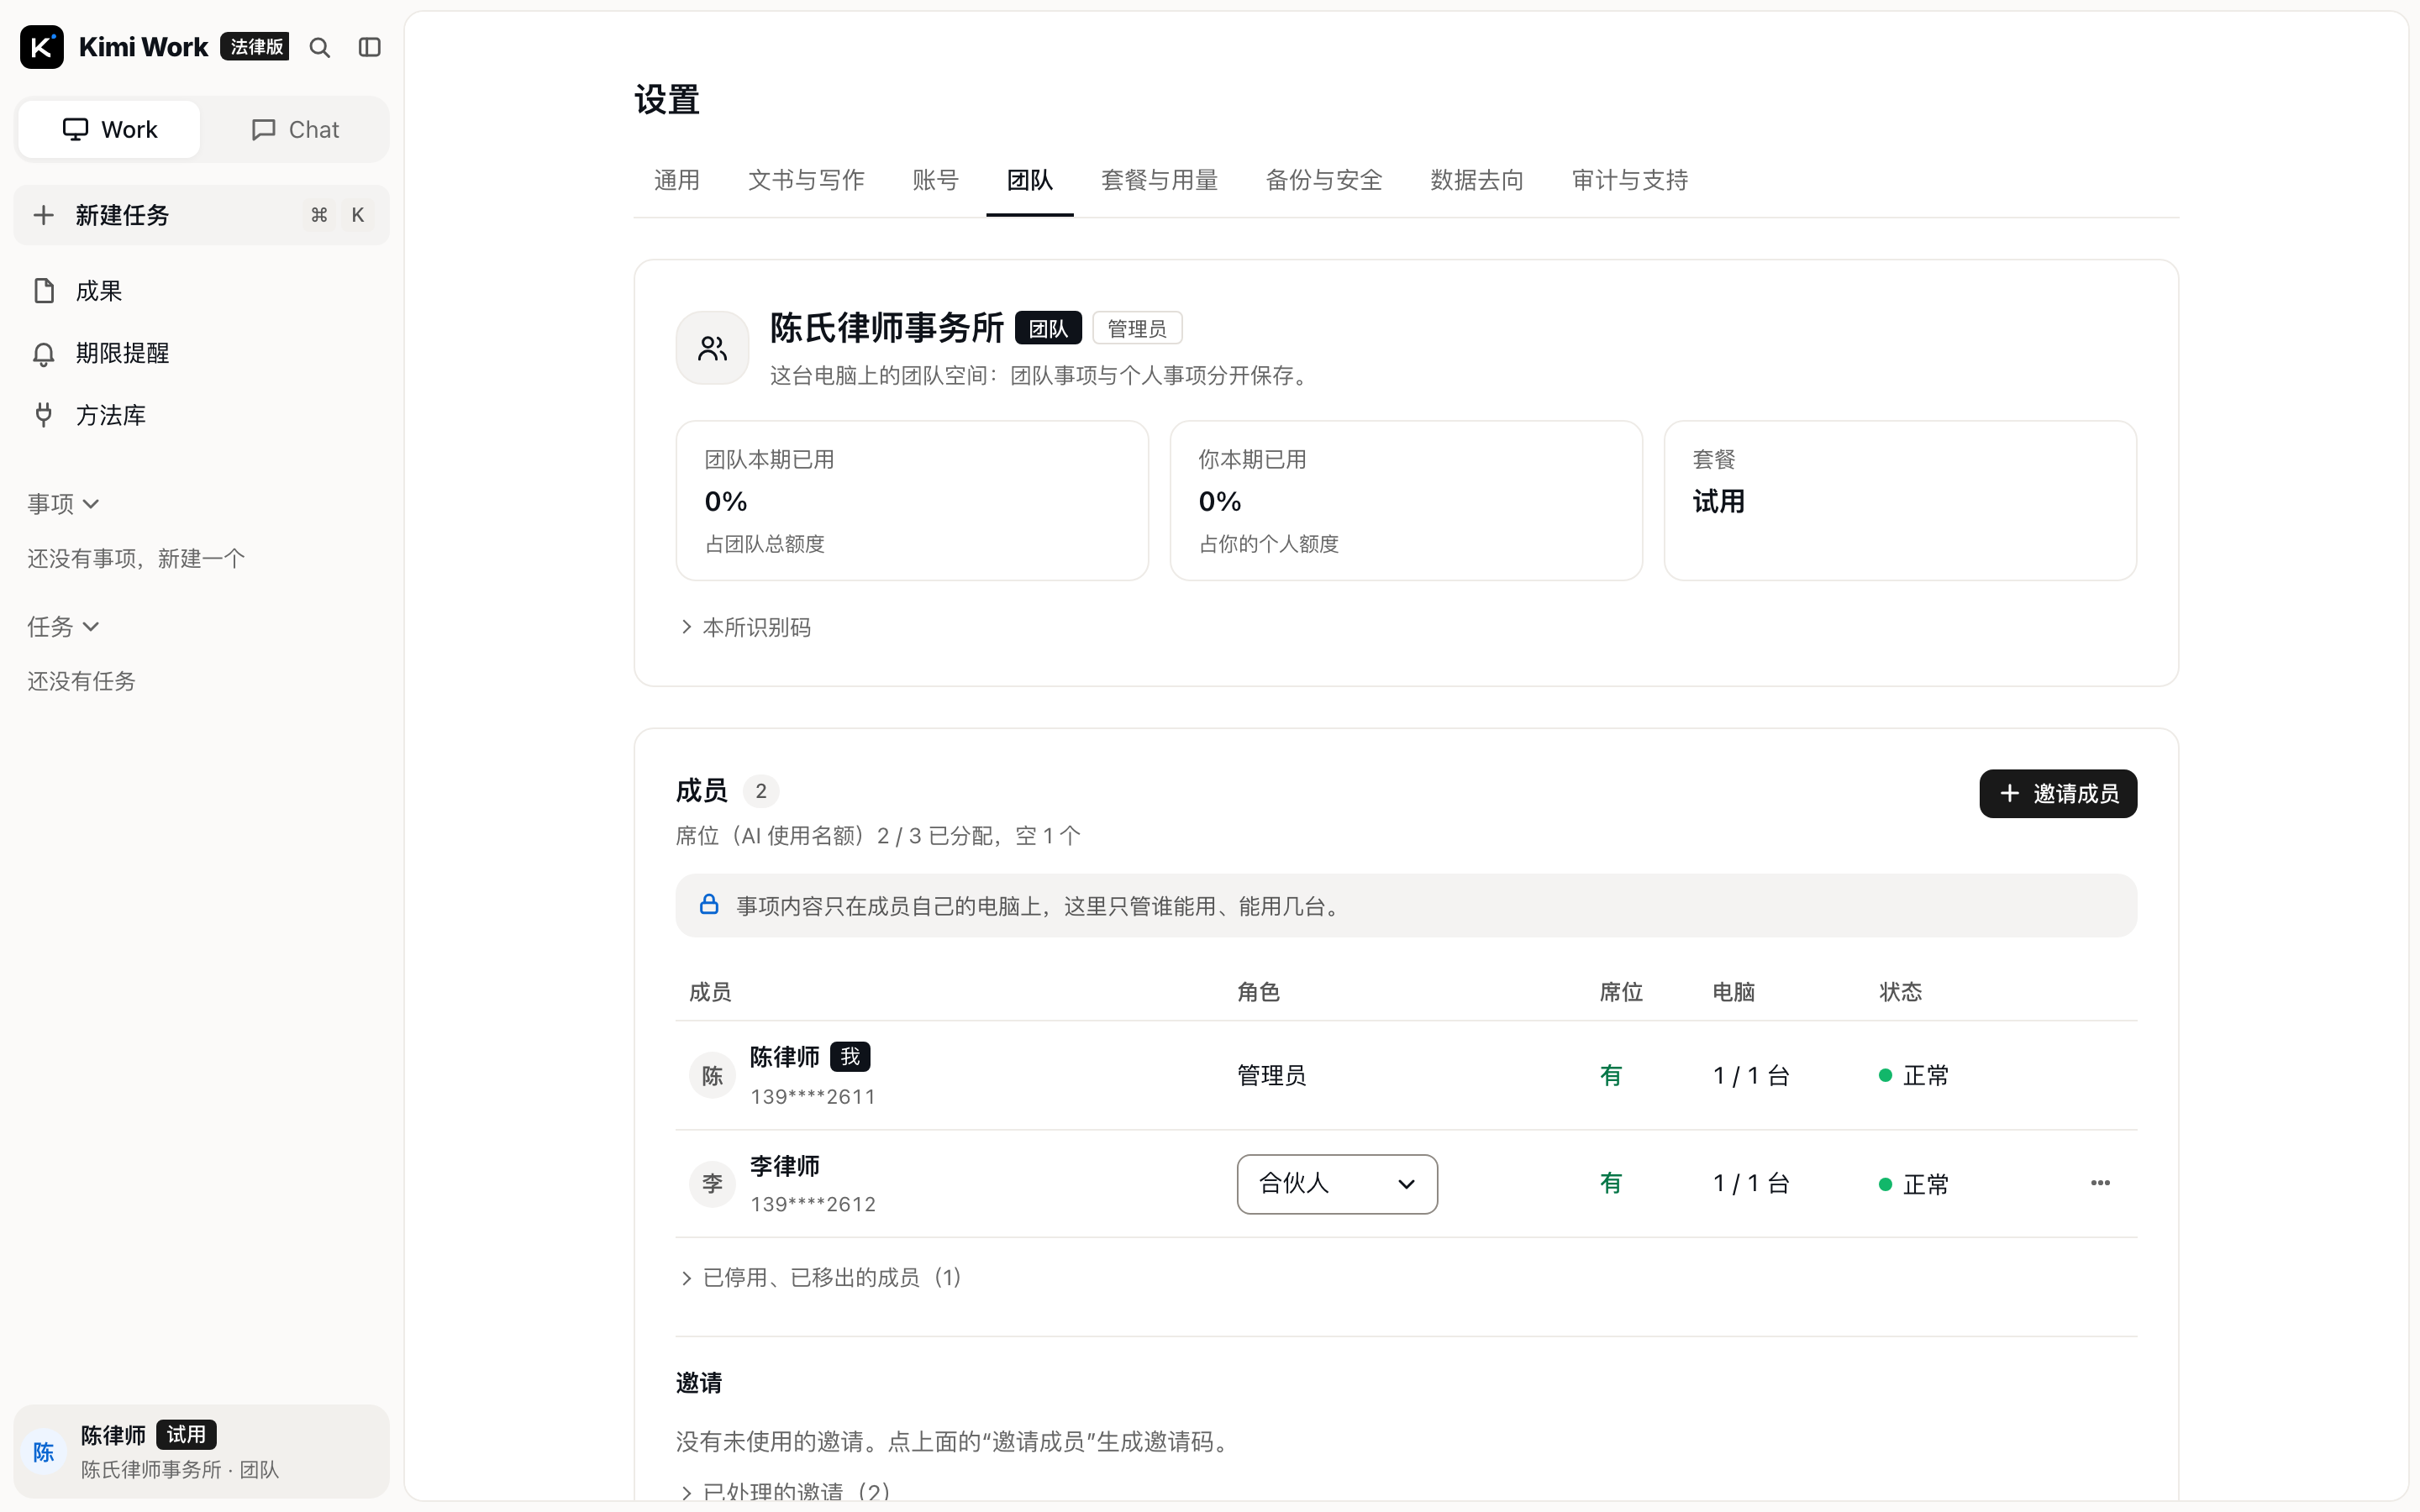 Kimi Work 法律版
Work
Chat
新建任务 ⌘ K
成果
期限提醒
方法库
事项
还没有事项，新建一个
任务
还没有任务
陈 陈律师 试用
陈氏律师事务所 · 团队
设置
通用 文书与写作 账号 团队 套餐与用量 备份与安全 数据去向 审计与支持
陈氏律师事务所 团队 管理员
这台电脑上的团队空间：团队事项与个人事项分开保存。
团队本期已用
0%
占团队总额度
你本期已用
0%
占你的个人额度
套餐
试用
本所识别码
成员 2
邀请成员
席位（AI 使用名额）2 / 3 已分配，空 1 个
事项内容只在成员自己的电脑上，这里只管谁能用、能用几台。
成员 角色 席位 电脑 状态
陈 陈律师 我
139****2611
管理员 有 1 / 1 台 正常
李 李律师
139****2612
合伙人 有 1 / 1 台 正常
已停用、已移出的成员（1）
邀请
没有未使用的邀请。点上面的“邀请成员”生成邀请码。
已处理的邀请（2）